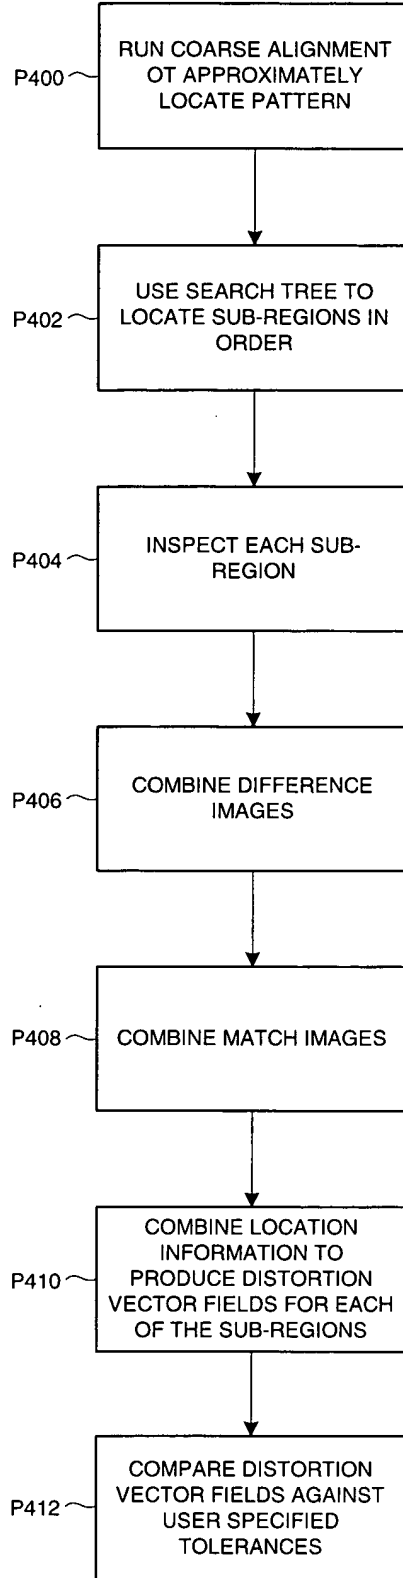 P400
RUN COARSE ALIGNMENT
OT APPROXIMATELY
LOCATE PATTERN
P402
USE SEARCH TREE TO
LOCATE SUB-REGIONS IN
ORDER
P404
INSPECT EACH SUB-
REGION
P406
COMBINE DIFFERENCE
IMAGES
P408
COMBINE MATCH IMAGES
P410
COMBINE LOCATION
INFORMATION TO
PRODUCE DISTORTION
VECTOR FIELDS FOR EACH
OF THE SUB-REGIONS
P412
COMPARE DISTORTION
VECTOR FIELDS AGAINST
USER SPECIFIED
TOLERANCES